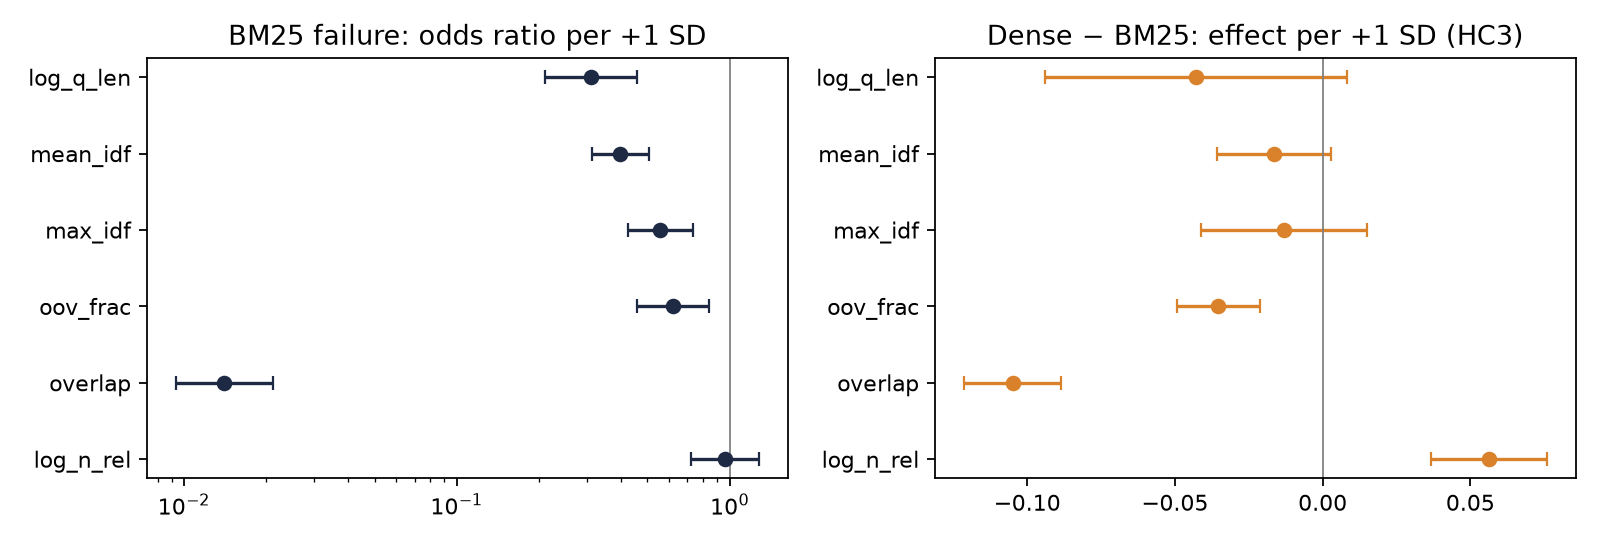 BM25 failure: odds ratio per +1 SD
log_q_len
mean_idf
max_idf
oov_frac
overlap
log_n_rel
10⁻²
10⁻¹
10⁰
Dense − BM25: effect per +1 SD (HC3)
log_q_len
mean_idf
max_idf
oov_frac
overlap
log_n_rel
−0.10
−0.05
0.00
0.05